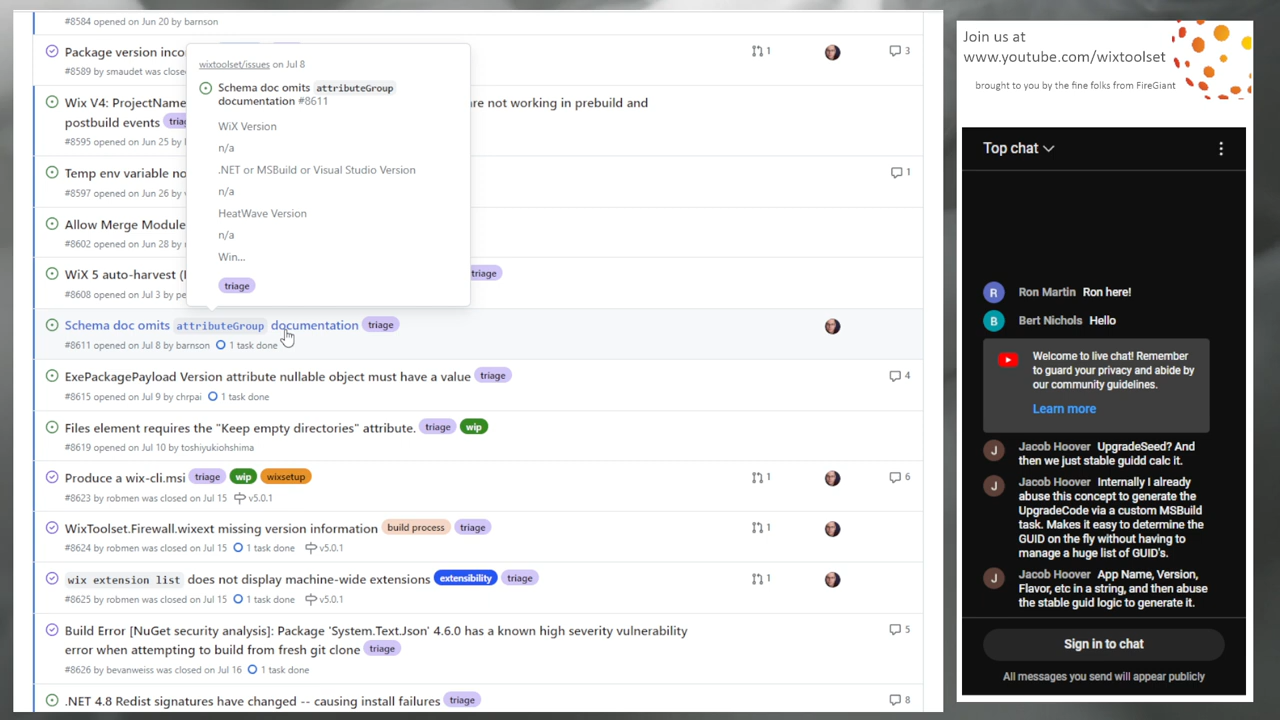 #8584 opened on Jun 20 by barnson
Package version inco
1
3
#8589 by smaudet was close
wixtoolset/issues on Jul 8
Schema doc omits attributeGroup
documentation #8611
WiX Version
n/a
.NET or MSBuild or Visual Studio Version
n/a
HeatWave Version
n/a
Win...
triage
Wix V4: ProjectName
re not working in prebuild and
postbuild events
#8595 opened on Jun 25 by
Temp env variable no
1
#8597 opened on Jun 26 by
Allow Merge Module
#8602 opened on Jun 28 by
WiX 5 auto-harvest (
triage
#8608 opened on Jul 3 by pe
Schema doc omits attributeGroup documentation triage
#8611 opened on Jul 8 by barnson 1 task done
ExePackagePayload Version attribute nullable object must have a value triage
4
#8615 opened on Jul 9 by chrpai 1 task done
Files element requires the "Keep empty directories" attribute. triage wip
#8619 opened on Jul 10 by toshiyukiohshima
Produce a wix-cli.msi triage wip wixsetup
1
6
#8623 by robmen was closed on Jul 15 v5.0.1
WixToolset.Firewall.wixext missing version information build process triage
1
#8624 by robmen was closed on Jul 15 1 task done v5.0.1
wix extension list does not display machine-wide extensions extensibility triage
1
#8625 by robmen was closed on Jul 15 1 task done v5.0.1
Build Error [NuGet security analysis]: Package 'System.Text.Json' 4.6.0 has a known high severity vulnerability
5
error when attempting to build from fresh git clone triage
#8626 by bevanweiss was closed on Jul 16 1 task done
.NET 4.8 Redist signatures have changed -- causing install failures triage
8
Join us at
www.youtube.com/wixtoolset
brought to you by the fine folks from FireGiant
Top chat
R Ron Martin Ron here!
B Bert Nichols Hello
Welcome to live chat! Remember
to guard your privacy and abide by
our community guidelines.
Learn more
J Jacob Hoover UpgradeSeed? And
then we just stable guidd calc it.
J Jacob Hoover Internally I already
abuse this concept to generate the
UpgradeCode via a custom MSBuild
task. Makes it easy to determine the
GUID on the fly without having to
manage a huge list of GUID's.
J Jacob Hoover App Name, Version,
Flavor, etc in a string, and then abuse
the stable guid logic to generate it.
Sign in to chat
All messages you send will appear publicly